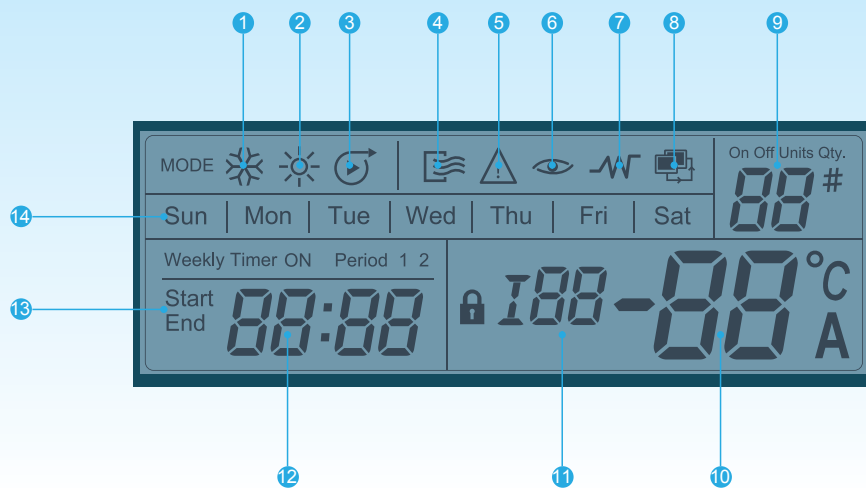 1 2 3 4 5 6 7 8 9
MODE
On Off Units Qty.
88 #
14 Sun Mon Tue Wed Thu Fri Sat
Weekly Timer ON Period 1 2
13 Start
End
88:88
I88 -88 °C
A
12 11 10